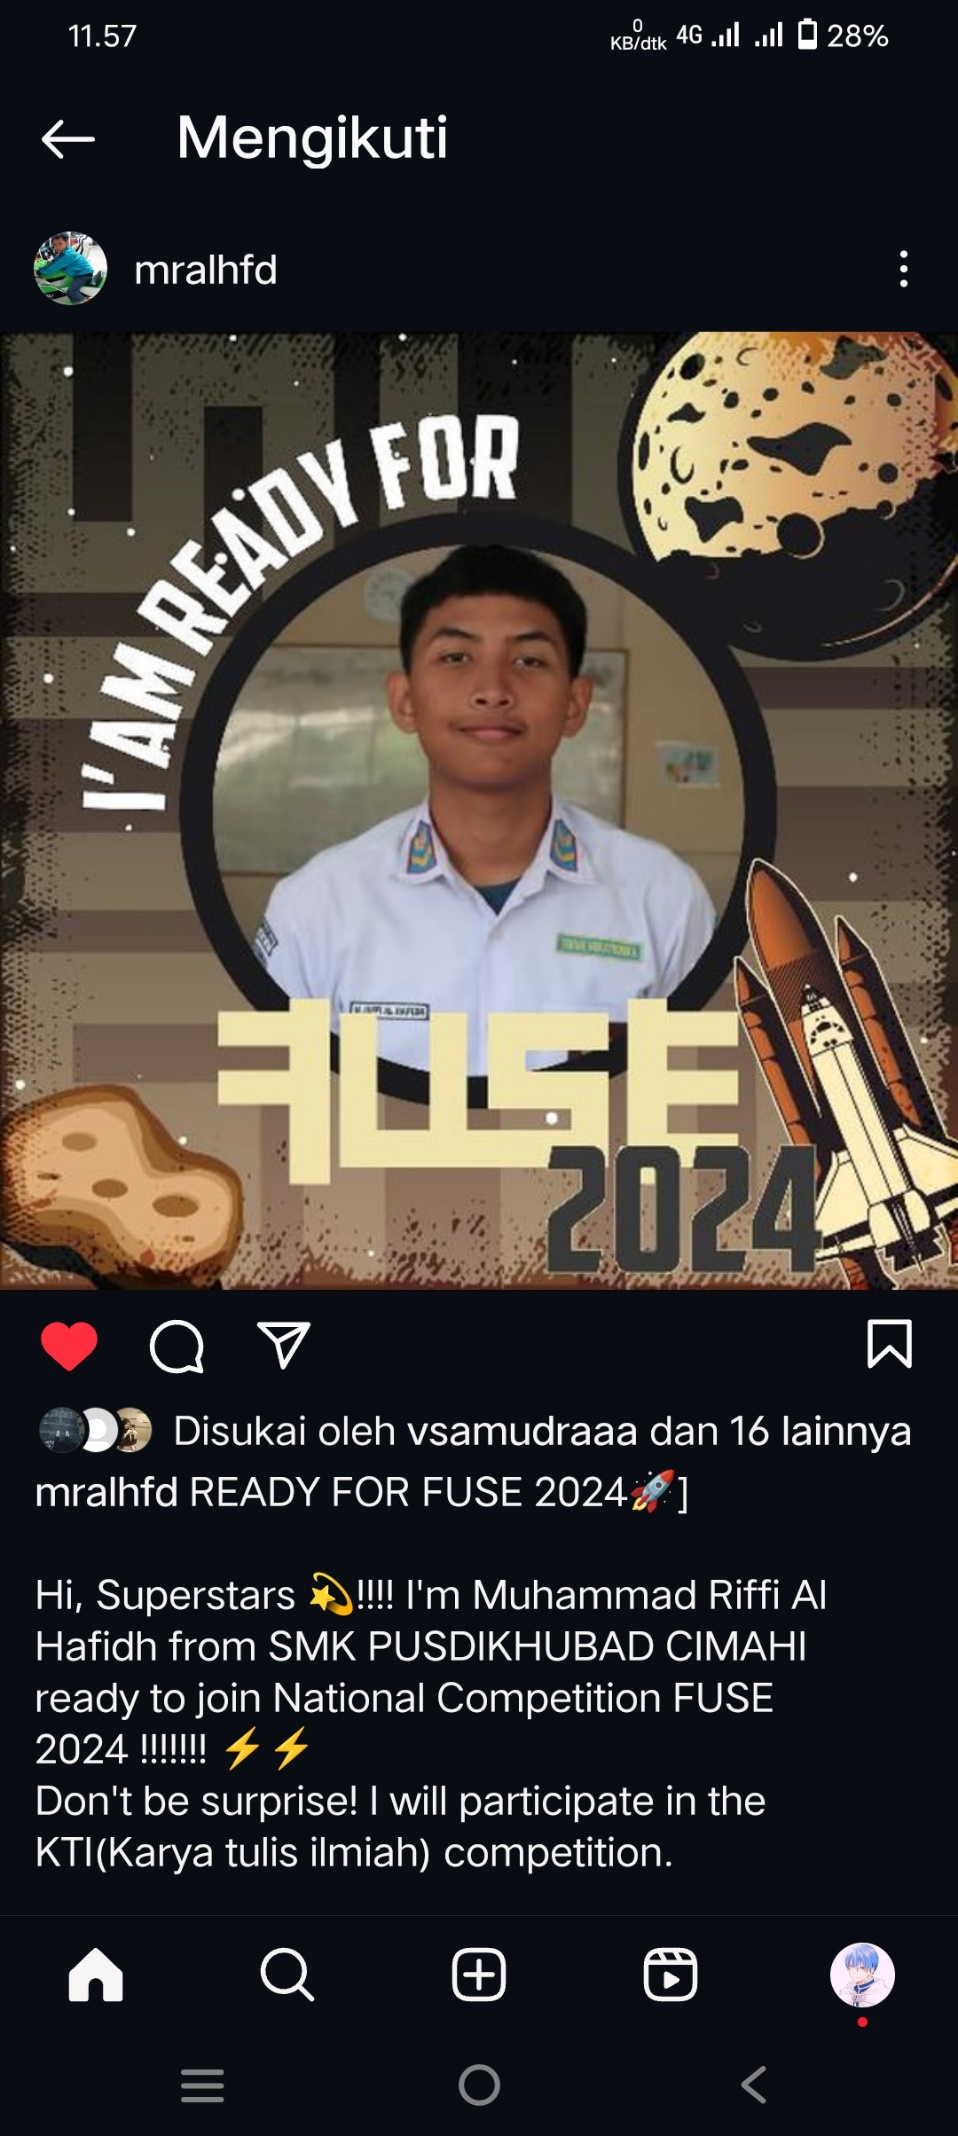 11.57
0
KB/dtk
4G
28%
Mengikuti
mralhfd
I'AM READY FOR
FUSE
2024
Disukai oleh vsamudraaa dan 16 lainnya
mralhfd READY FOR FUSE 2024🚀]
Hi, Superstars 💫!!!! I'm Muhammad Riffi Al
Hafidh from SMK PUSDIKHUBAD CIMAHI
ready to join National Competition FUSE
2024 !!!!!!! ⚡⚡
Don't be surprise! I will participate in the
KTI(Karya tulis ilmiah) competition.